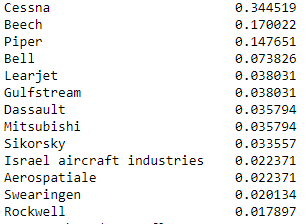 Cessna 0.344519
Beech 0.170022
Piper 0.147651
Bell 0.073826
Learjet 0.038031
Gulfstream 0.038031
Dassault 0.035794
Mitsubishi 0.035794
Sikorsky 0.033557
Israel aircraft industries 0.022371
Aerospatiale 0.022371
Swearingen 0.020134
Rockwell 0.017897